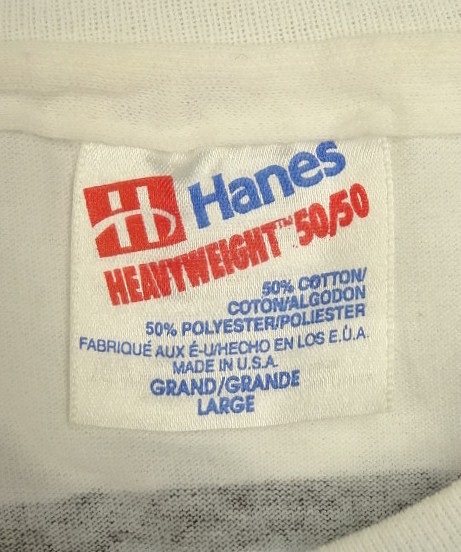 H Hanes
HEAVYWEIGHT™ 50/50
50% COTTON/
COTON/ALGODON
50% POLYESTER/POLIESTER
FABRIQUÉ AUX É-U/HECHO EN LOS E.U.A.
MADE IN U.S.A.
GRAND/GRANDE
LARGE